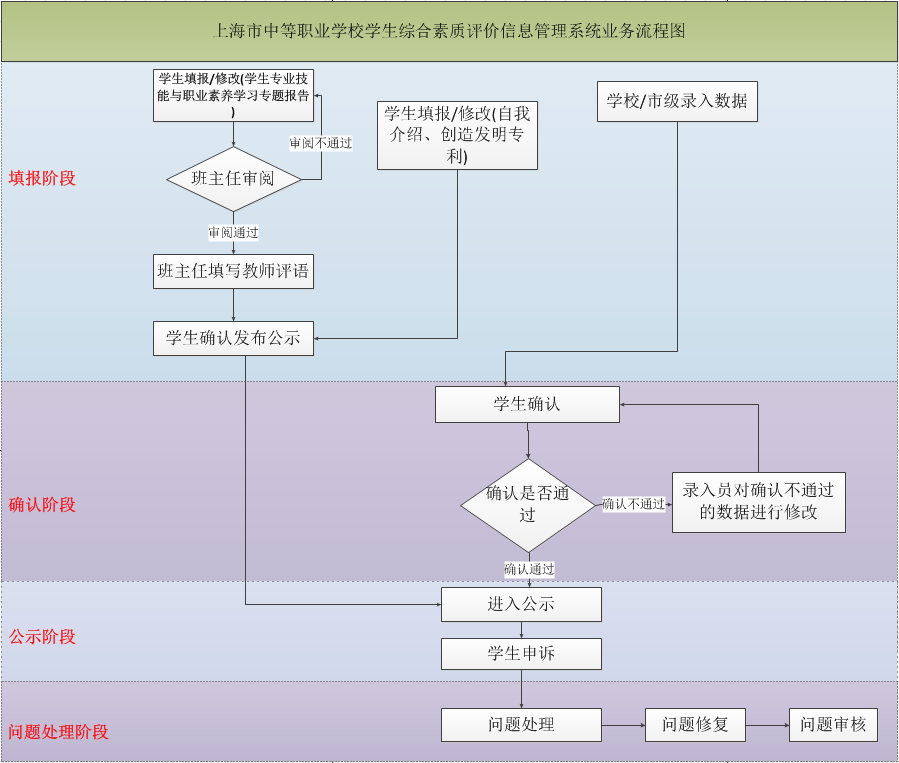 上海市中等职业学校学生综合素质评价信息管理系统业务流程图
学生填报/修改(学生专业技
能与职业素养学习专题报告
)
学生填报/修改(自我
介绍、创造发明专
利)
学校/市级录入数据
审阅不通过
填报阶段
班主任审阅
审阅通过
班主任填写教师评语
学生确认发布公示
学生确认
确认阶段
确认是否通
过
确认不通过
录入员对确认不通过
的数据进行修改
确认通过
进入公示
公示阶段
学生申诉
问题处理阶段
问题处理
问题修复
问题审核